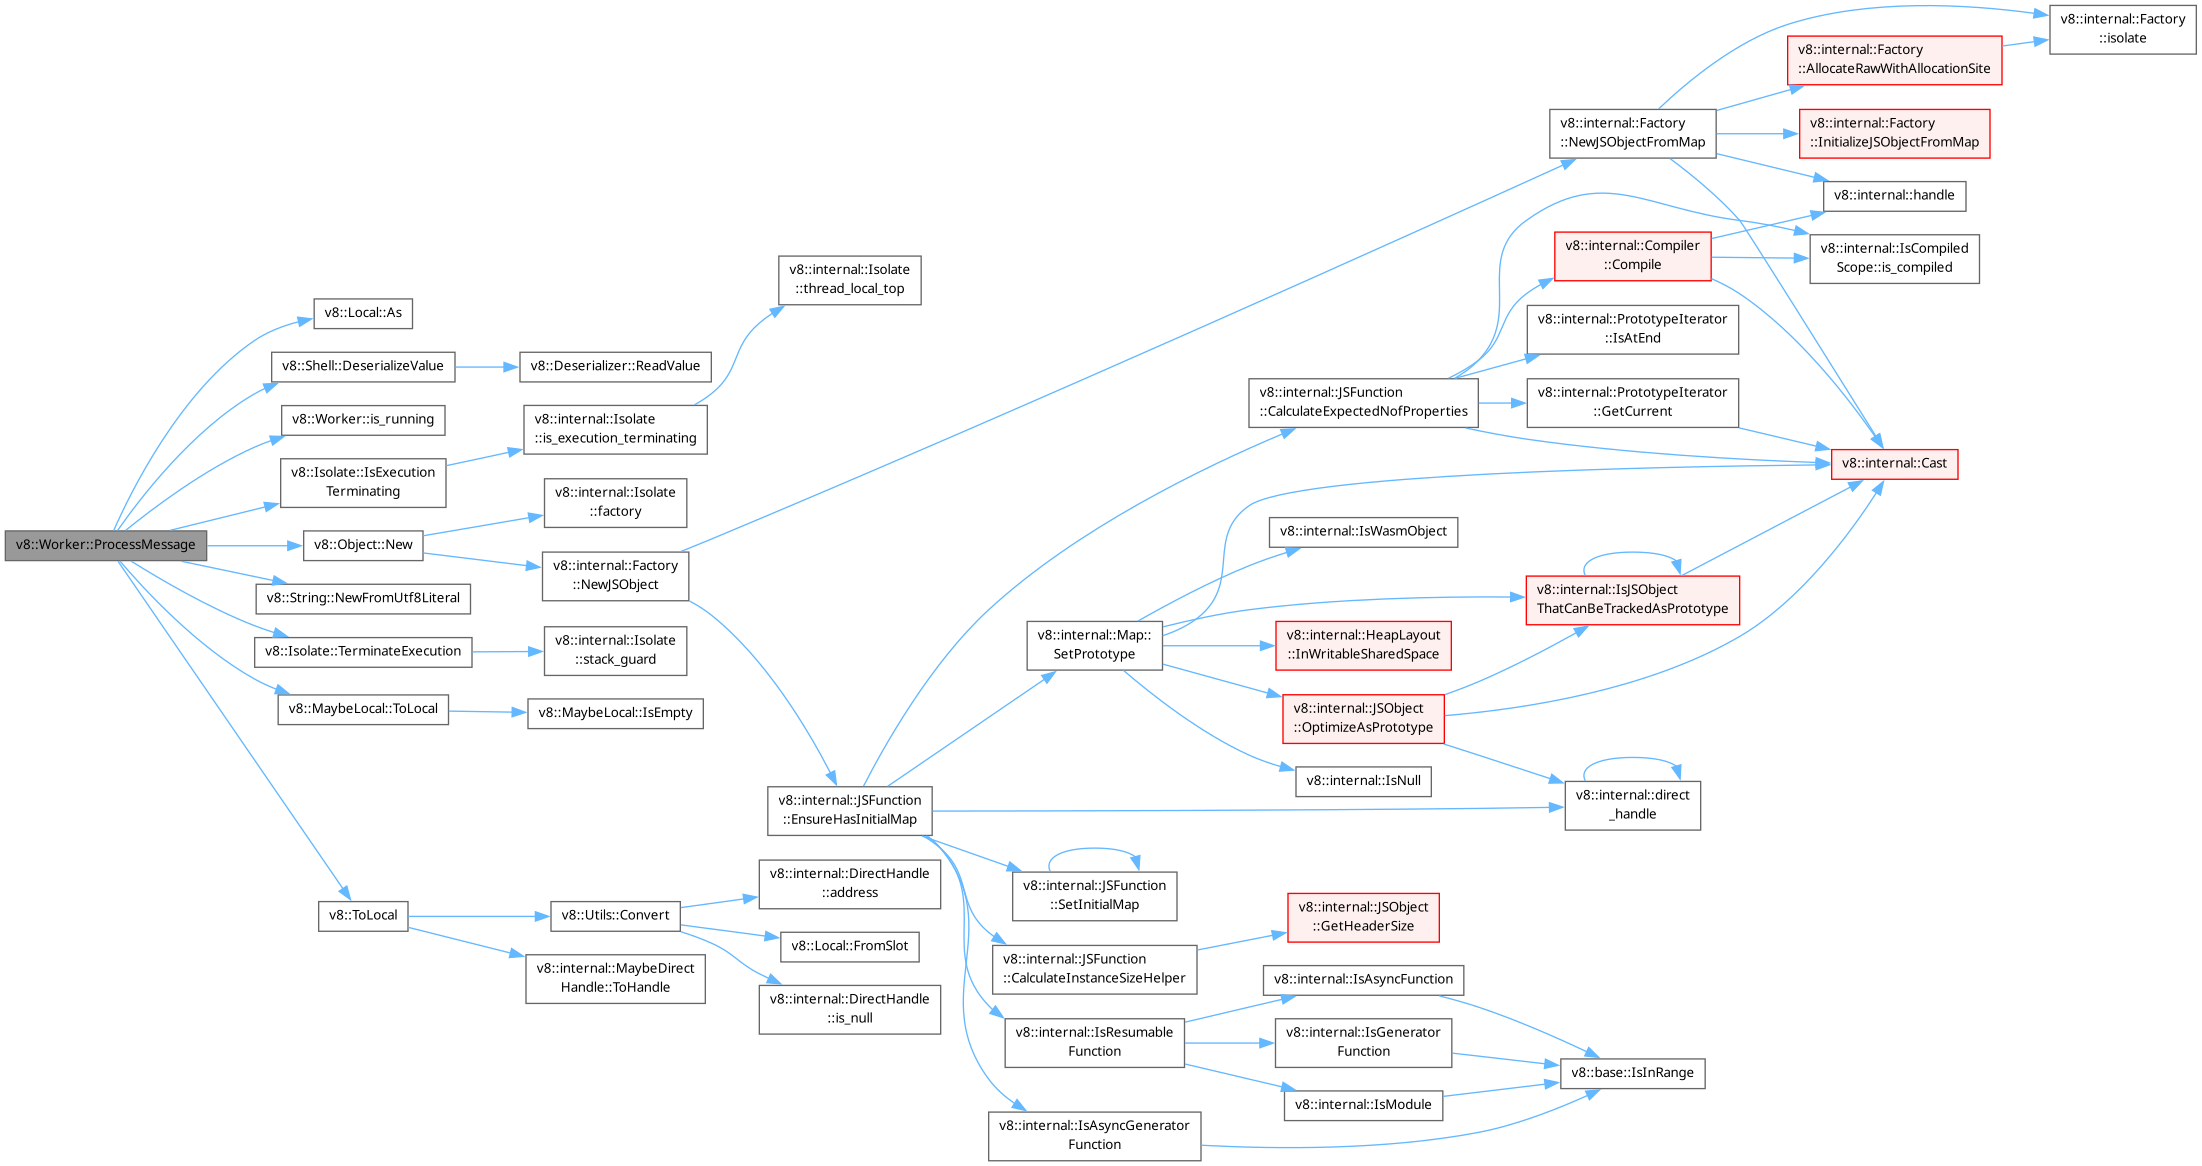 v8::Worker::ProcessMessage
v8::Local::As
v8::Shell::DeserializeValue
v8::Deserializer::ReadValue
v8::Worker::is_running
v8::Isolate::IsExecution
Terminating
v8::internal::Isolate
::is_execution_terminating
v8::internal::Isolate
::thread_local_top
v8::Object::New
v8::internal::Isolate
::factory
v8::internal::Factory
::NewJSObject
v8::String::NewFromUtf8Literal
v8::Isolate::TerminateExecution
v8::internal::Isolate
::stack_guard
v8::MaybeLocal::ToLocal
v8::MaybeLocal::IsEmpty
v8::ToLocal
v8::Utils::Convert
v8::internal::MaybeDirect
Handle::ToHandle
v8::internal::DirectHandle
::address
v8::Local::FromSlot
v8::internal::DirectHandle
::is_null
v8::internal::JSFunction
::EnsureHasInitialMap
v8::internal::Factory
::NewJSObjectFromMap
v8::internal::Factory
::isolate
v8::internal::Factory
::AllocateRawWithAllocationSite
v8::internal::Factory
::InitializeJSObjectFromMap
v8::internal::handle
v8::internal::IsCompiled
Scope::is_compiled
v8::internal::Compiler
::Compile
v8::internal::PrototypeIterator
::IsAtEnd
v8::internal::JSFunction
::CalculateExpectedNofProperties
v8::internal::PrototypeIterator
::GetCurrent
v8::internal::Cast
v8::internal::IsWasmObject
v8::internal::IsJSObject
ThatCanBeTrackedAsPrototype
v8::internal::Map::
SetPrototype
v8::internal::HeapLayout
::InWritableSharedSpace
v8::internal::JSObject
::OptimizeAsPrototype
v8::internal::IsNull
v8::internal::direct
_handle
v8::internal::JSFunction
::SetInitialMap
v8::internal::JSFunction
::CalculateInstanceSizeHelper
v8::internal::JSObject
::GetHeaderSize
v8::internal::IsResumable
Function
v8::internal::IsAsyncFunction
v8::internal::IsGenerator
Function
v8::internal::IsModule
v8::base::IsInRange
v8::internal::IsAsyncGenerator
Function